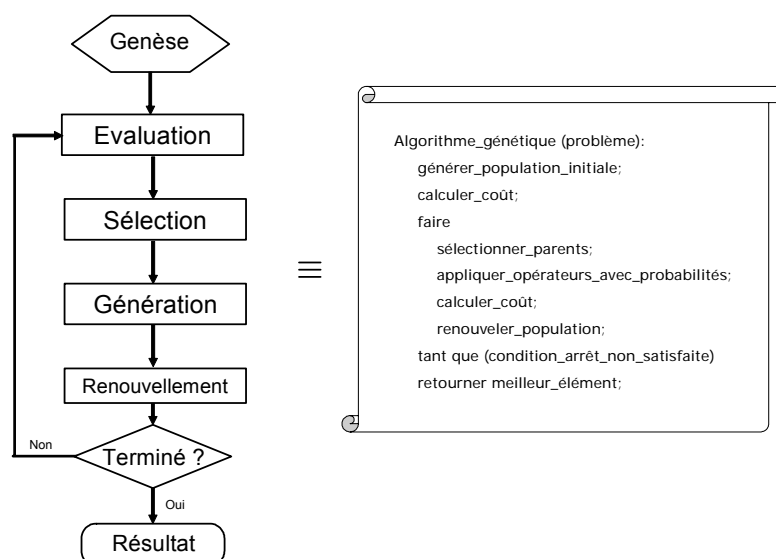 Genèse
Evaluation
Sélection
Génération
Renouvellement
Non
Terminé ?
Oui
Résultat
≡
Algorithme_génétique (problème):
générer_population_initiale;
calculer_coût;
faire
sélectionner_parents;
appliquer_opérateurs_avec_probabilités;
calculer_coût;
renouveler_population;
tant que (condition_arrêt_non_satisfaite)
retourner meilleur_élément;